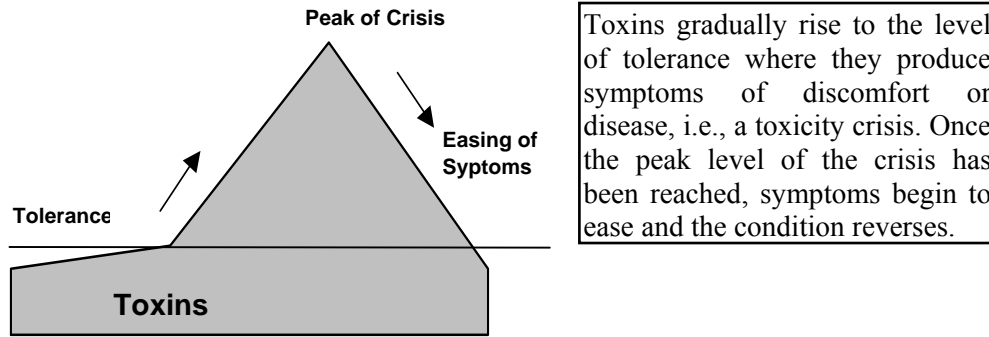 Peak of Crisis
Easing of
Syptoms
Tolerance
Toxins
Toxins gradually rise to the level
of tolerance where they produce
symptoms of discomfort or
disease, i.e., a toxicity crisis. Once
the peak level of the crisis has
been reached, symptoms begin to
ease and the condition reverses.